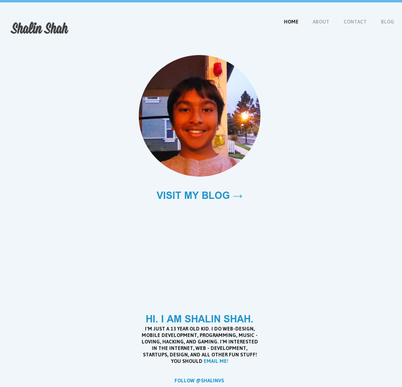 Shalin Shah
HOME ABOUT CONTACT BLOG
VISIT MY BLOG →
HI. I AM SHALIN SHAH.
I'M JUST A 13 YEAR OLD KID. I DO WEB-DESIGN,
MOBILE DEVELOPMENT, PROGRAMMING, MUSIC -
LOVING, HACKING, AND GAMING. I'M INTERESTED
IN THE INTERNET, WEB - DEVELOPMENT,
STARTUPS, DESIGN, AND ALL OTHER FUN STUFF!
YOU SHOULD EMAIL ME!
FOLLOW @SHALINVS